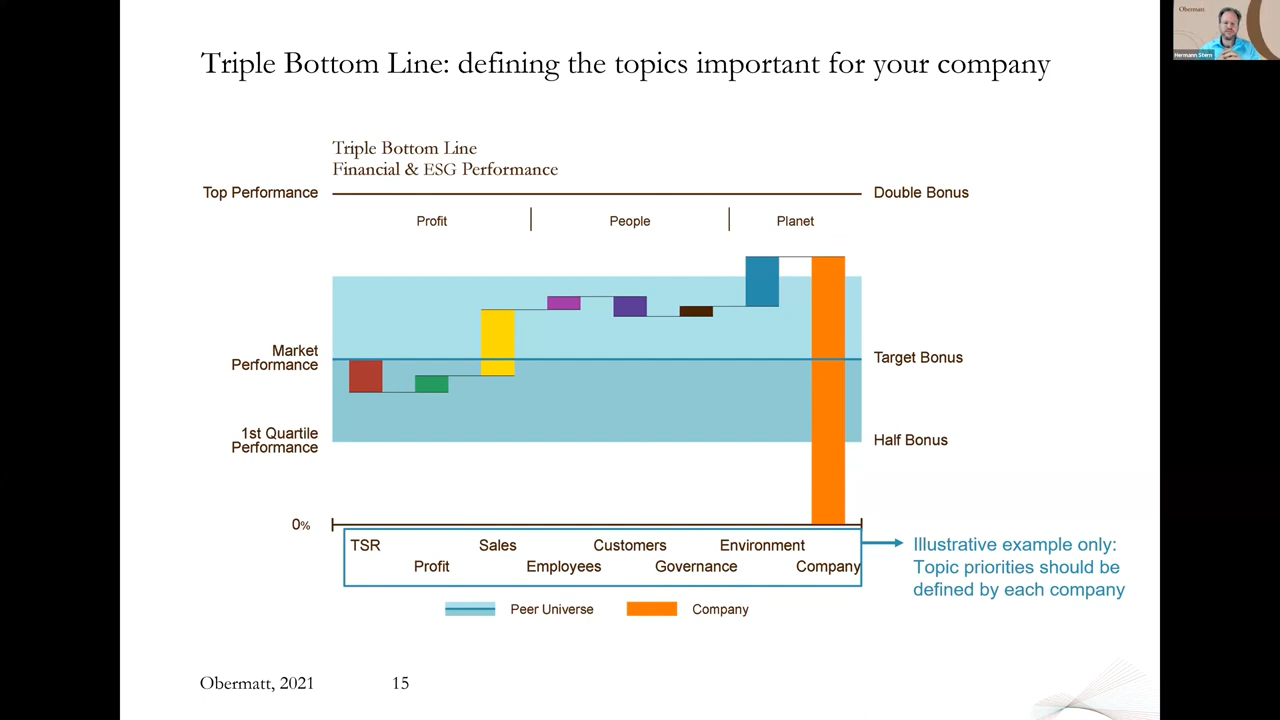 Triple Bottom Line: defining the topics important for your company
Obermatt
Hermann Stern
Triple Bottom Line
Financial & ESG Performance
Top Performance
Double Bonus
Profit
People
Planet
Market
Performance
Target Bonus
1st Quartile
Performance
Half Bonus
0%
TSR
Sales
Customers
Environment
Profit
Employees
Governance
Company
Illustrative example only:
Topic priorities should be
defined by each company
Peer Universe
Company
Obermatt, 2021
15